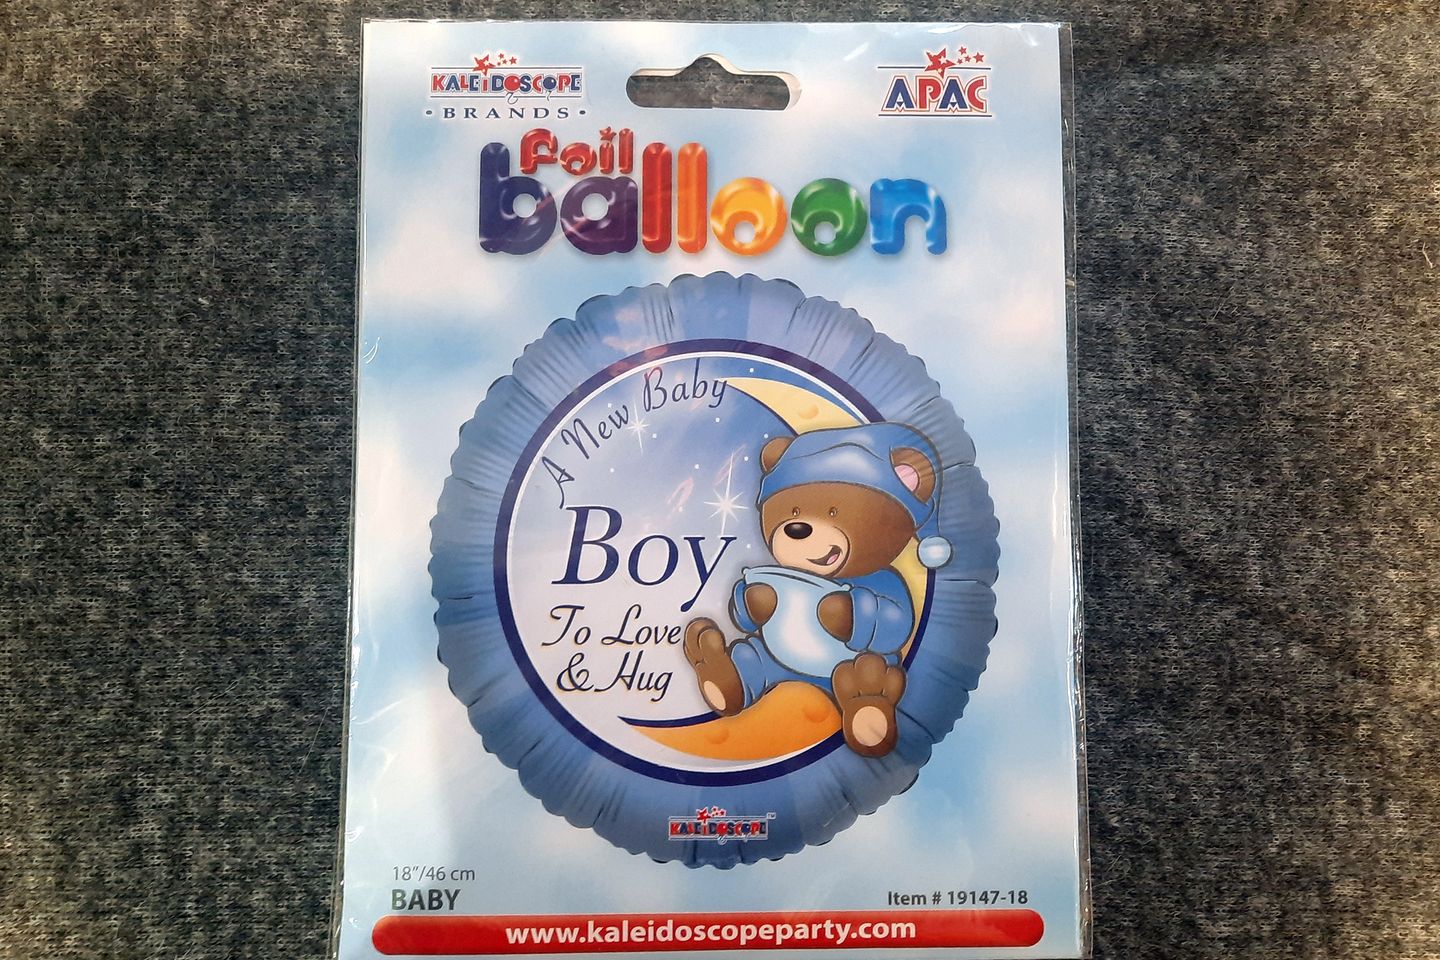 KALEIDOSCOPE
• BRANDS •
APAC
foil
balloon
A New Baby
Boy
To Love
& Hug
KALEIDOSCOPE™
18"/46 cm
BABY
Item # 19147-18
www.kaleidoscopeparty.com